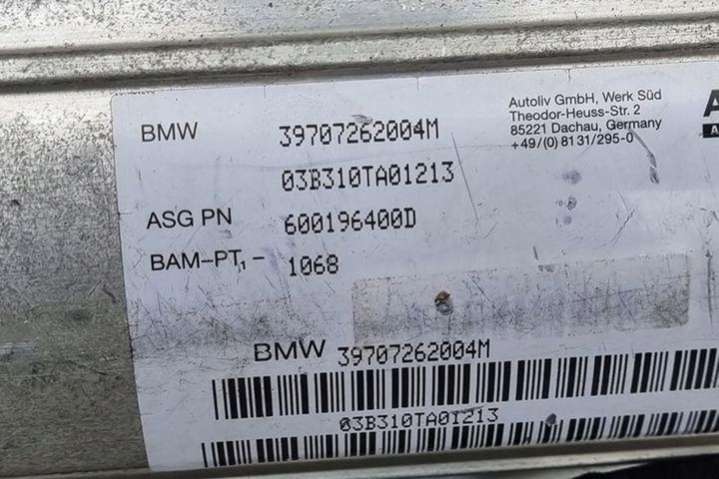 BMW 39707262004M
03B310TA01213
ASG PN 600196400D
BAM-PT1- 1068
Autoliv GmbH, Werk Süd
Theodor-Heuss-Str. 2
85221 Dachau, Germany
+49/(0) 81 31/295-0
A
BMW 39707262004M
03B310TA01213